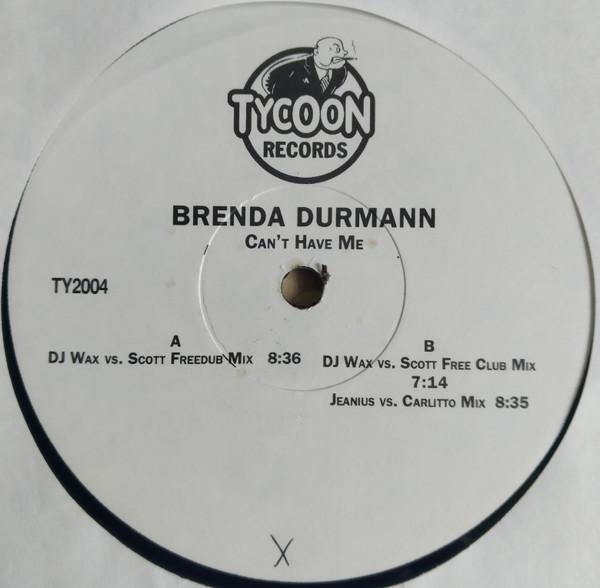 TYCOON
RECORDS
BRENDA DURMANN
CAN'T HAVE ME
TY2004
A
DJ WAX VS. SCOTT FREEDUB MIX 8:36
B
DJ WAX VS. SCOTT FREE CLUB MIX
7:14
JEANIUS VS. CARLITTO MIX 8:35
X